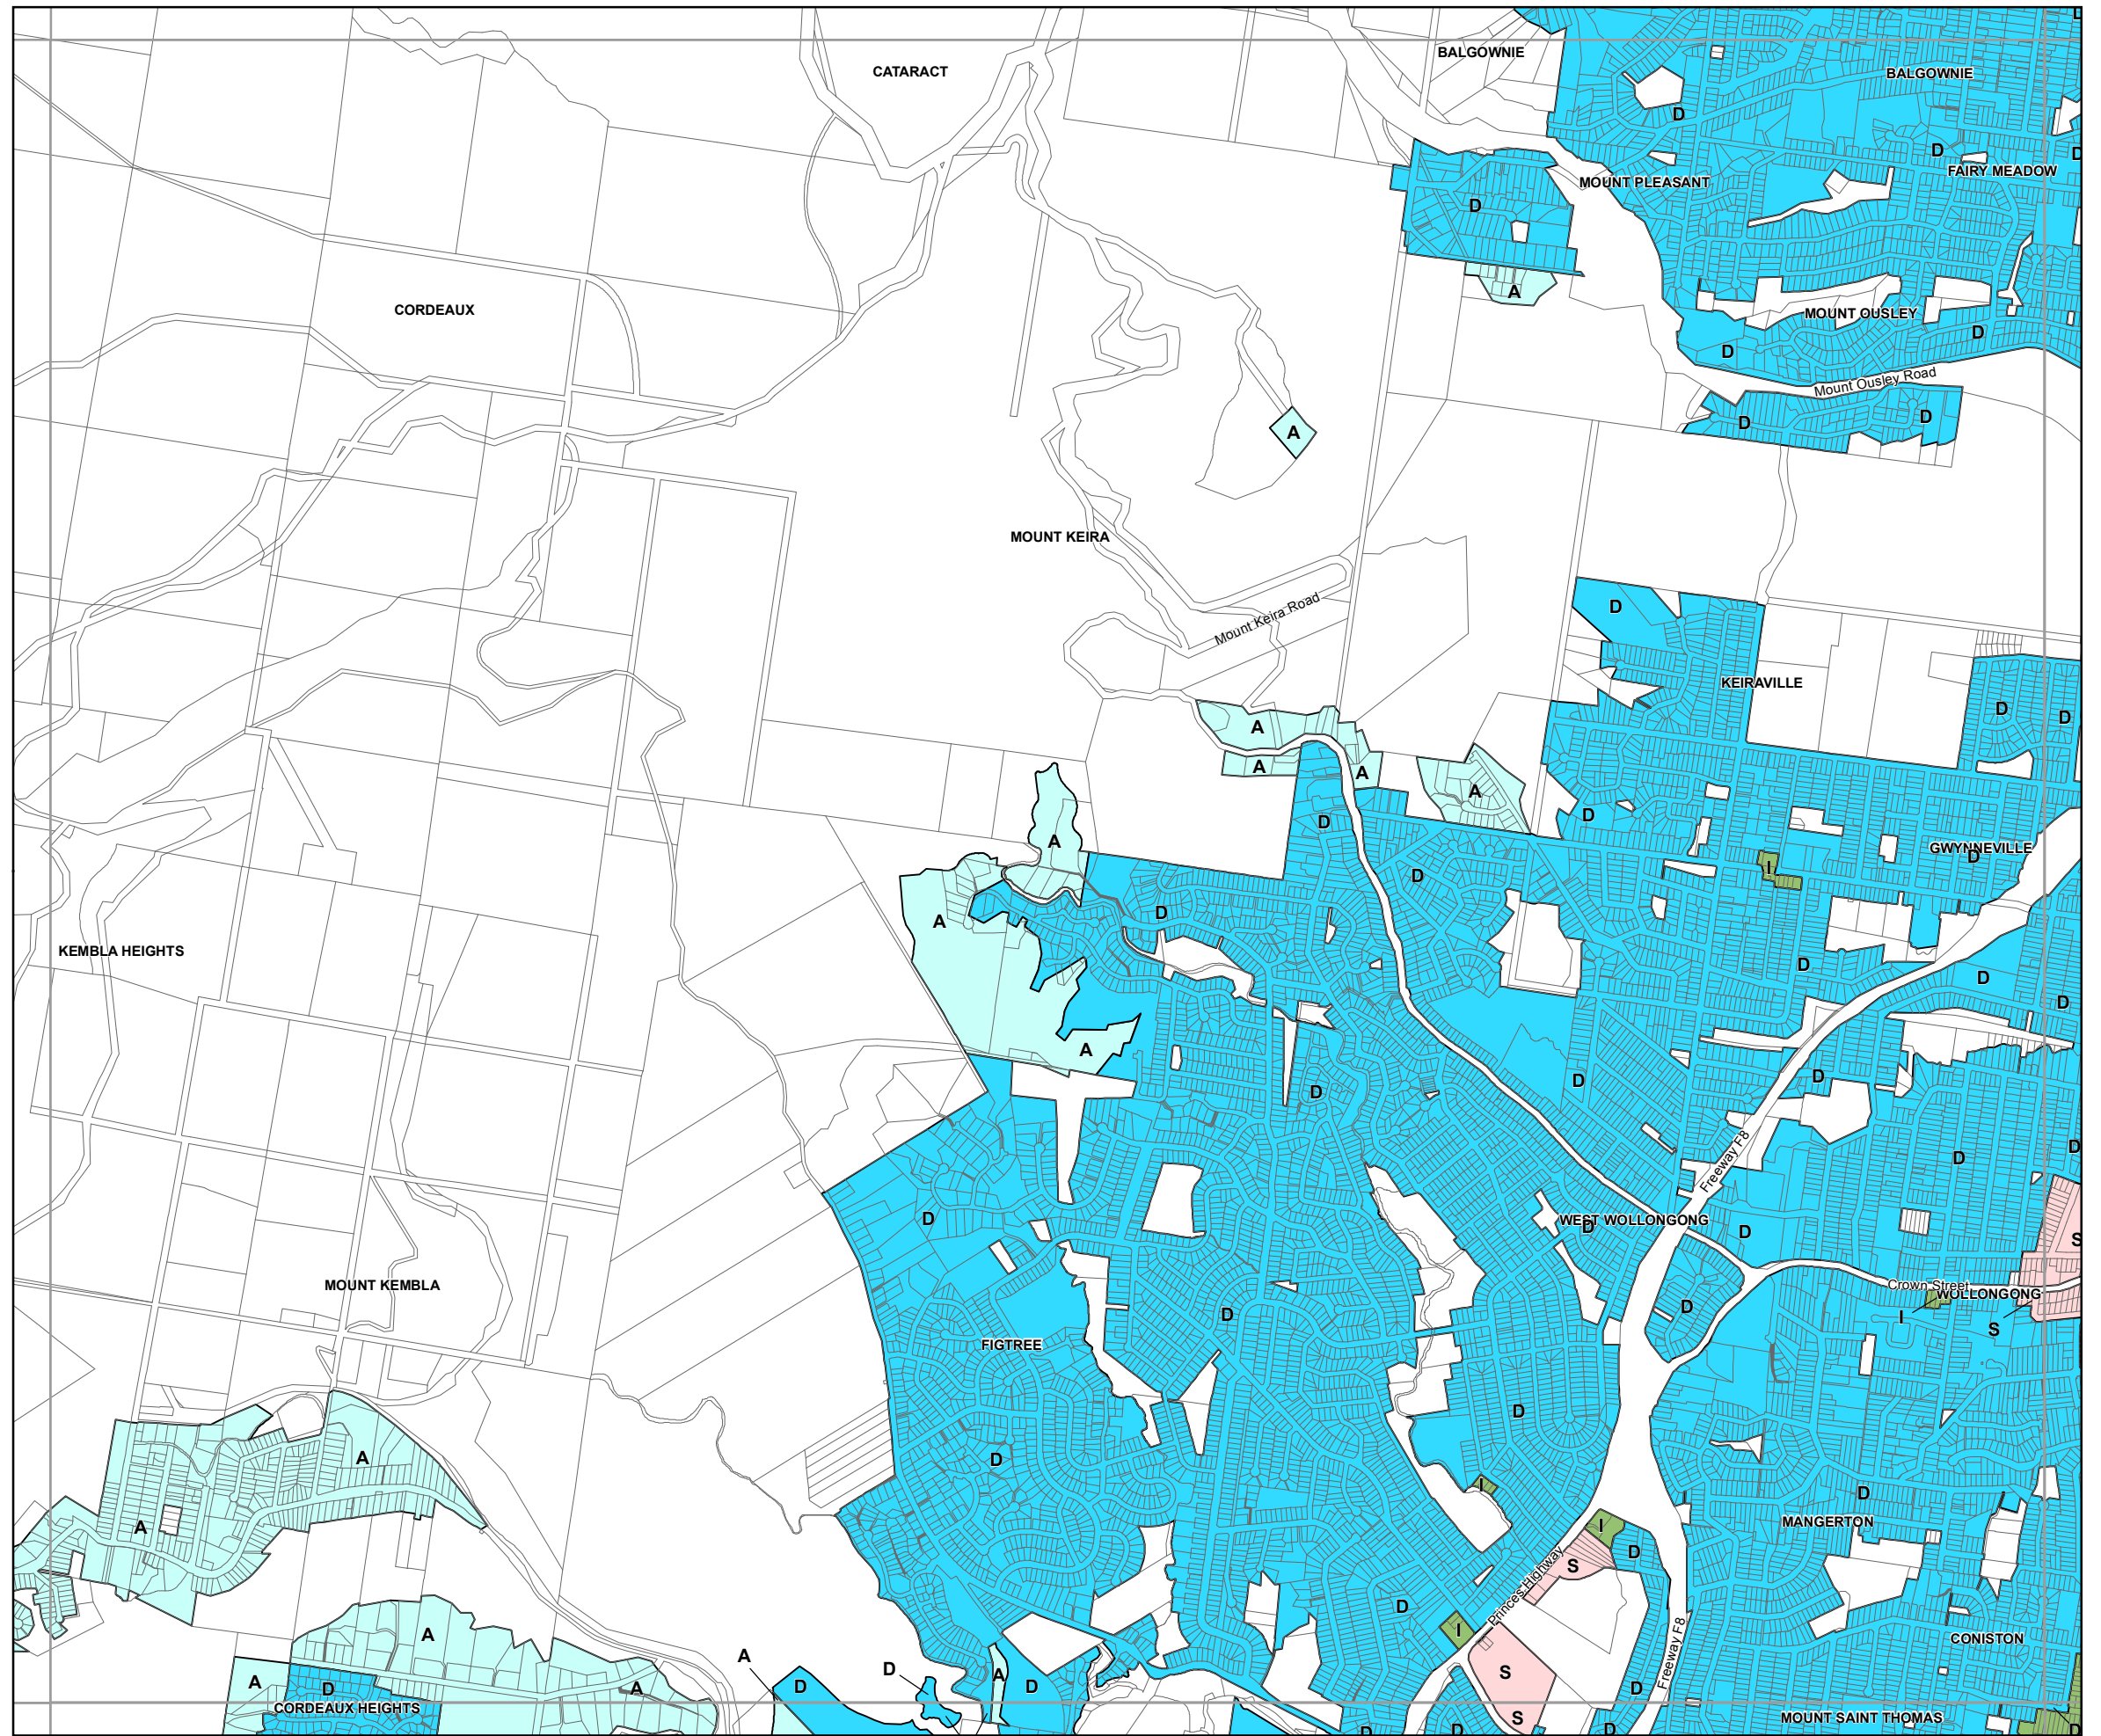 D
BALGOWNIE
CATARACT
BALGOWNIE
D
D
D
FAIRY MEADOW
MOUNT PLEASANT
D
A
CORDEAUX
MOUNT OUSLEY
D
D
Mount Ousley Road
D
D
A
MOUNT KEIRA
Mount Keira Road
D
KEIRAVILLE
D
D
A
A
A
A
D
D
A
GWYNNEVILLE
D
I
D
D
A
KEMBLA HEIGHTS
D
D
D
A
D
D
D
D
Freeway F8
D
D
D
WEST WOLLONGONG
D
D
S
MOUNT KEMBLA
Crown Street
WOLLONGONG
D
I
S
D
FIGTREE
D
A
D
I
D
A
MANGERTON
I
D
S
Princes Highway
D
I
A
CONISTON
Freeway F8
A
D
A
S
A
D
A
D
D
D
A
CORDEAUX HEIGHTS
S
MOUNT SAINT THOMAS
D
D
D
D